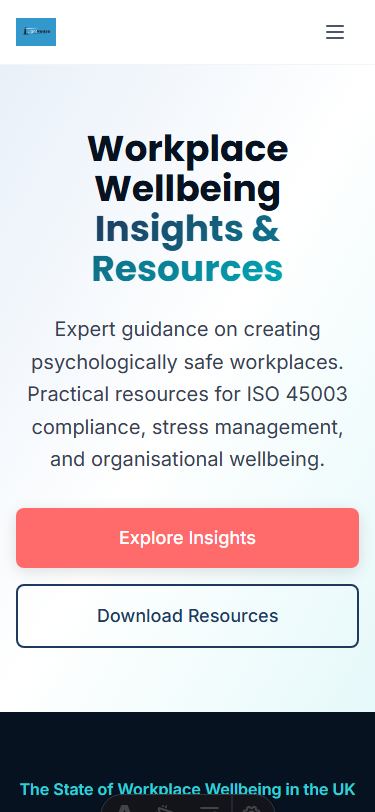 Workplace
Wellbeing
Insights &
Resources
Expert guidance on creating
psychologically safe workplaces.
Practical resources for ISO 45003
compliance, stress management,
and organisational wellbeing.
Explore Insights
Download Resources
The State of Workplace Wellbeing in the UK